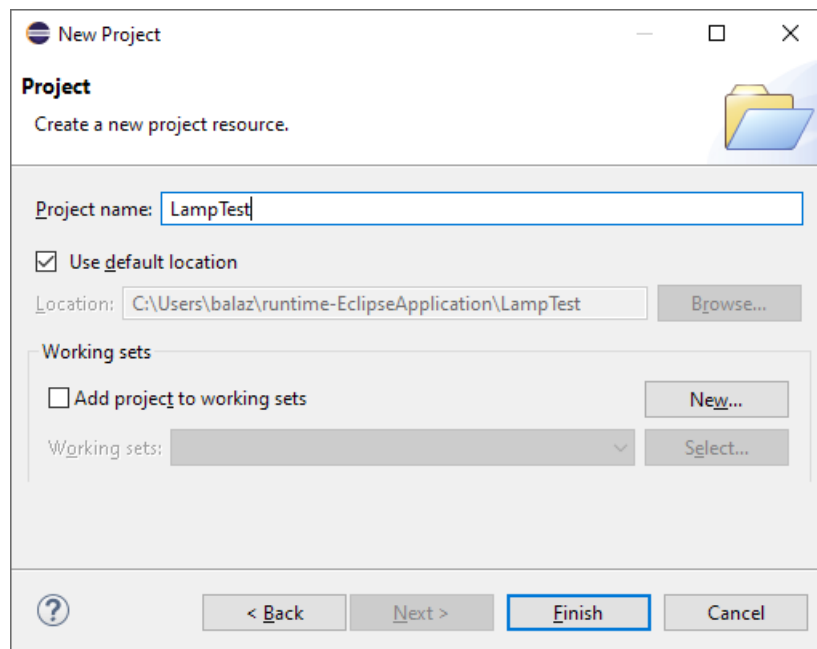 New Project
Project
Create a new project resource.
Project name: LampTest
Use default location
Location: C:\Users\balaz\runtime-EclipseApplication\LampTest Browse...
Working sets
Add project to working sets New...
Working sets: Select...
? < Back Next > Finish Cancel